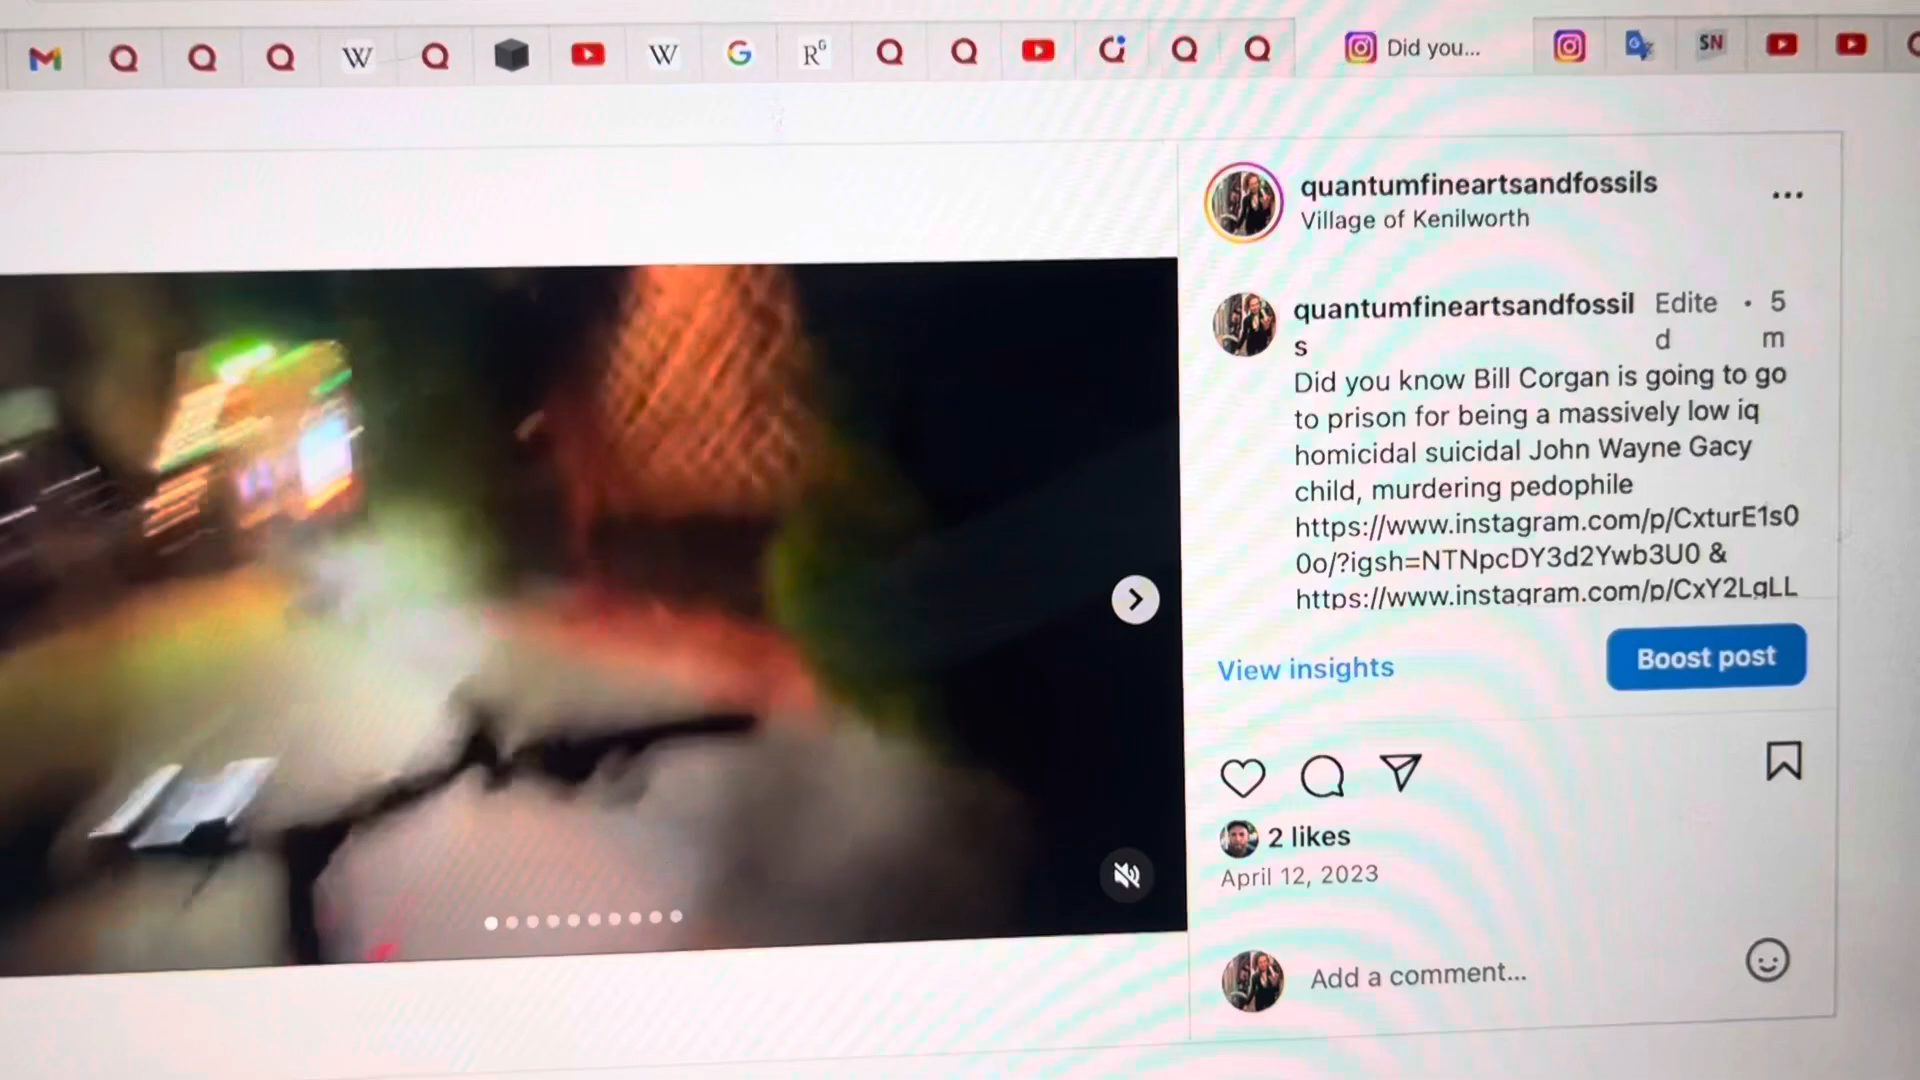 Did you...
SN
quantumfineartsandfossils
Village of Kenilworth
quantumfineartsandfossil Edite • 5
s d m
Did you know Bill Corgan is going to go
to prison for being a massively low iq
homicidal suicidal John Wayne Gacy
child, murdering pedophile
https://www.instagram.com/p/CxturE1s0
0o/?igsh=NTNpcDY3d2Ywb3U0 &
https://www.instagram.com/p/CxY2LgLL
View insights
Boost post
2 likes
April 12, 2023
Add a comment...